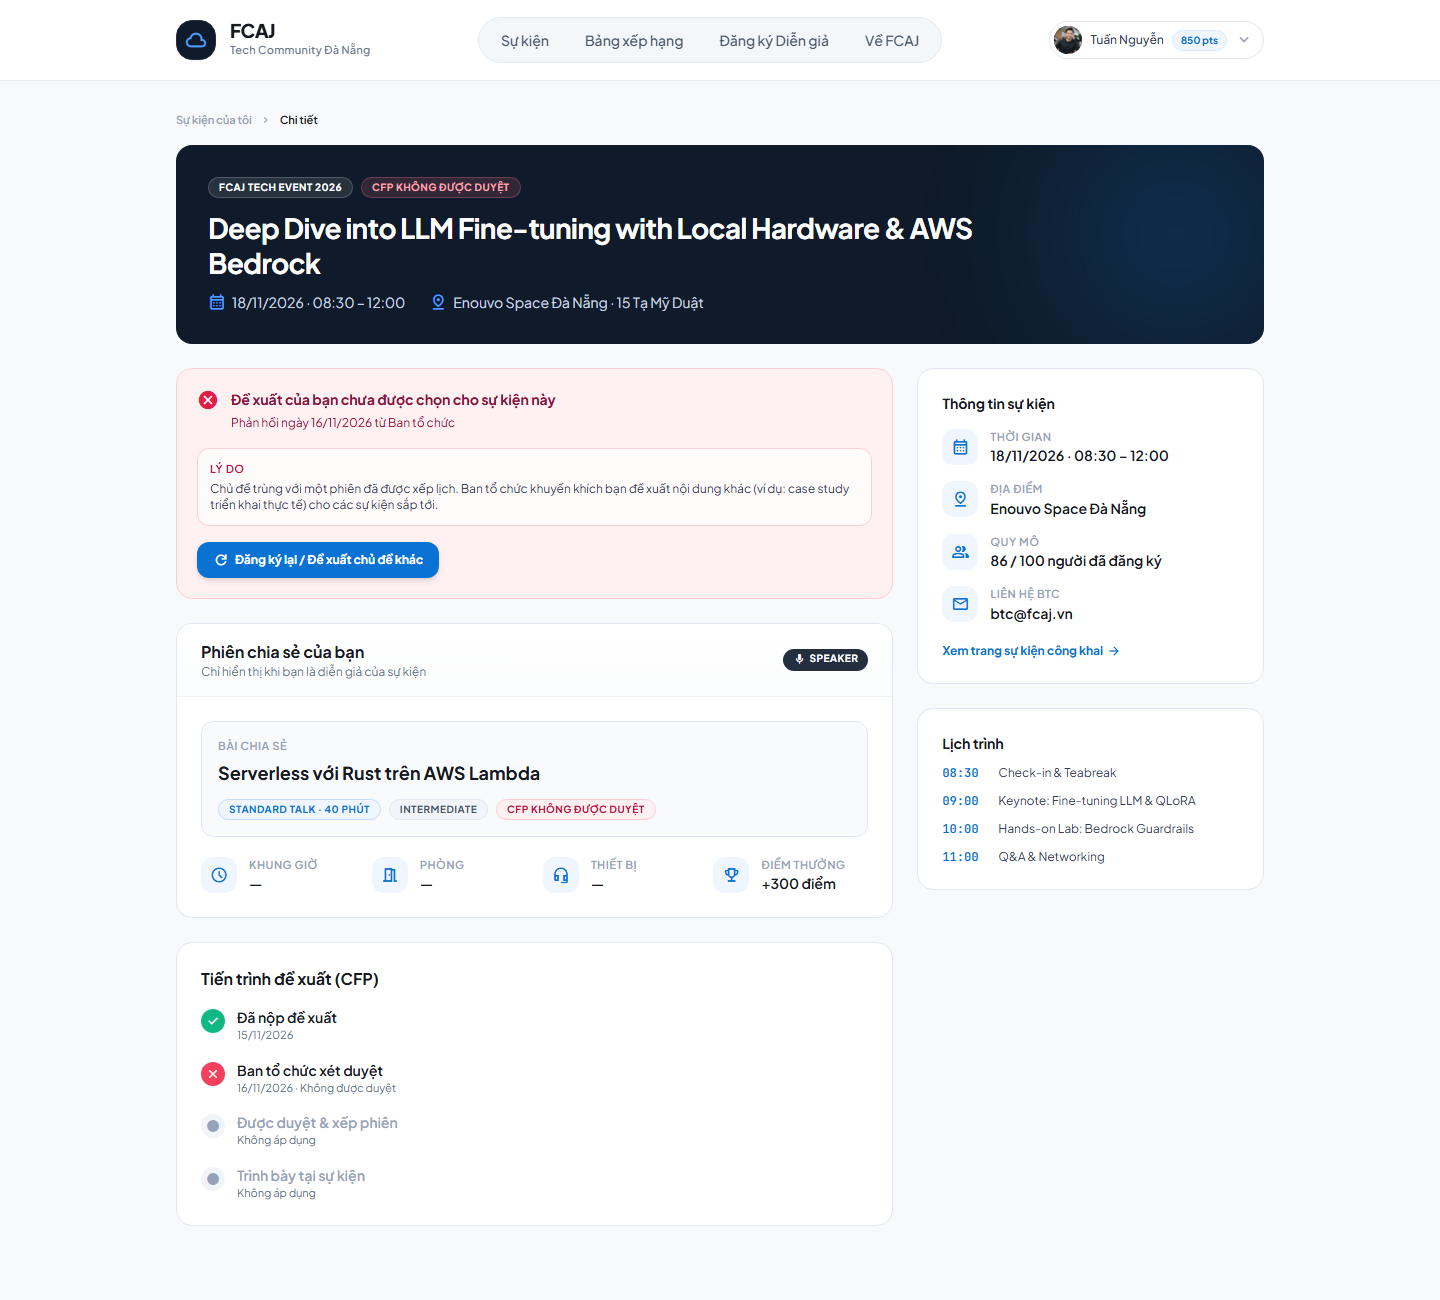 FCAJ
Tech Community Đà Nẵng
Sự kiện
Bảng xếp hạng
Đăng ký Diễn giả
Về FCAJ
Tuấn Nguyễn
850 pts
Sự kiện của tôi
Chi tiết
FCAJ TECH EVENT 2026
CFP KHÔNG ĐƯỢC DUYỆT
Deep Dive into LLM Fine-tuning with Local Hardware & AWS
Bedrock
18/11/2026 · 08:30 – 12:00
Enouvo Space Đà Nẵng · 15 Tạ Mỹ Duật
Đề xuất của bạn chưa được chọn cho sự kiện này
Phản hồi ngày 16/11/2026 từ Ban tổ chức
LÝ DO
Chủ đề trùng với một phiên đã được xếp lịch. Ban tổ chức khuyến khích bạn đề xuất nội dung khác (ví dụ: case study
triển khai thực tế) cho các sự kiện sắp tới.
Đăng ký lại / Đề xuất chủ đề khác
Phiên chia sẻ của bạn
Chỉ hiển thị khi bạn là diễn giả của sự kiện
SPEAKER
BÀI CHIA SẺ
Serverless với Rust trên AWS Lambda
STANDARD TALK · 40 PHÚT
INTERMEDIATE
CFP KHÔNG ĐƯỢC DUYỆT
KHUNG GIỜ
—
PHÒNG
—
THIẾT BỊ
—
ĐIỂM THƯỞNG
+300 điểm
Tiến trình đề xuất (CFP)
Đã nộp đề xuất
15/11/2026
Ban tổ chức xét duyệt
16/11/2026 · Không được duyệt
Được duyệt & xếp phiên
Không áp dụng
Trình bày tại sự kiện
Không áp dụng
Thông tin sự kiện
THỜI GIAN
18/11/2026 · 08:30 – 12:00
ĐỊA ĐIỂM
Enouvo Space Đà Nẵng
QUY MÔ
86 / 100 người đã đăng ký
LIÊN HỆ BTC
btc@fcaj.vn
Xem trang sự kiện công khai →
Lịch trình
08:30 Check-in & Teabreak
09:00 Keynote: Fine-tuning LLM & QLoRA
10:00 Hands-on Lab: Bedrock Guardrails
11:00 Q&A & Networking